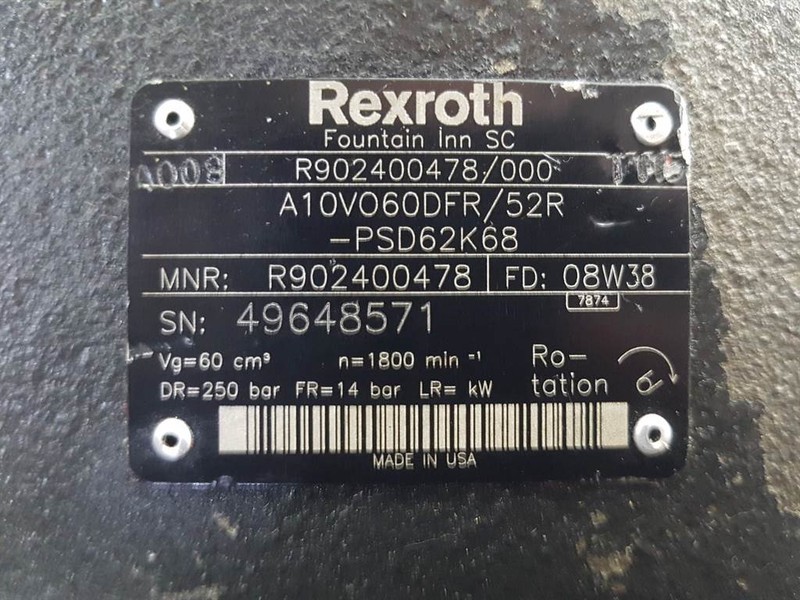 Rexroth
Fountain Inn SC
A008 R902400478/000
A10VO60DFR/52R
-PSD62K68
MNR: R902400478 FD: 08W38
7874
SN: 49648571
Vg=60 cm³ n=1800 min⁻¹
DR=250 bar FR=14 bar LR= kW
Ro-
tation
MADE IN USA